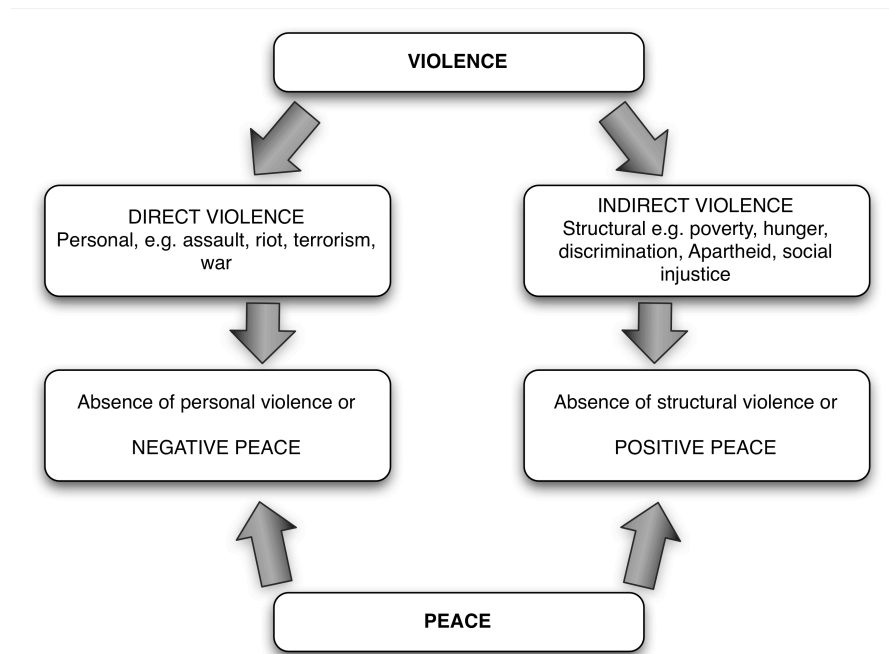 VIOLENCE
DIRECT VIOLENCE
Personal, e.g. assault, riot, terrorism,
war
INDIRECT VIOLENCE
Structural e.g. poverty, hunger,
discrimination, Apartheid, social
injustice
Absence of personal violence or
NEGATIVE PEACE
Absence of structural violence or
POSITIVE PEACE
PEACE